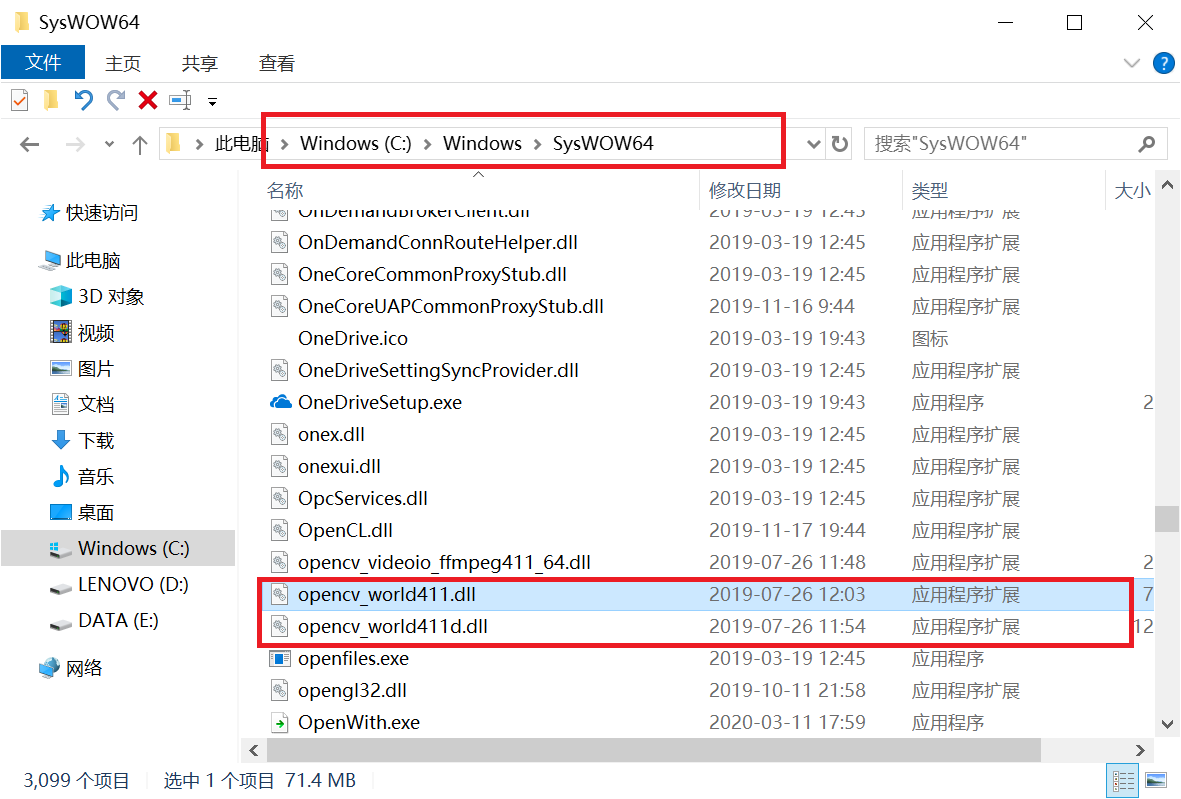 SysWOW64
文件 主页 共享 查看
此电脑 Windows (C:) Windows SysWOW64 搜索"SysWOW64"
名称 修改日期 类型 大小
快速访问
此电脑
3D 对象
视频
图片
文档
下载
音乐
桌面
Windows (C:)
LENOVO (D:)
DATA (E:)
网络
OnDemandBrokerClient.dll 2019-03-19 12:45 应用程序扩展
OnDemandConnRouteHelper.dll 2019-03-19 12:45 应用程序扩展
OneCoreCommonProxyStub.dll 2019-03-19 12:45 应用程序扩展
OneCoreUAPCommonProxyStub.dll 2019-11-16 9:44 应用程序扩展
OneDrive.ico 2019-03-19 19:43 图标
OneDriveSettingSyncProvider.dll 2019-03-19 12:45 应用程序扩展
OneDriveSetup.exe 2019-03-19 19:43 应用程序 2
onex.dll 2019-03-19 12:45 应用程序扩展
onexui.dll 2019-03-19 12:45 应用程序扩展
OpcServices.dll 2019-03-19 12:45 应用程序扩展
OpenCL.dll 2019-11-17 19:44 应用程序扩展
opencv_videoio_ffmpeg411_64.dll 2019-07-26 11:48 应用程序扩展 2
opencv_world411.dll 2019-07-26 12:03 应用程序扩展 7
opencv_world411d.dll 2019-07-26 11:54 应用程序扩展 12
openfiles.exe 2019-03-19 12:45 应用程序
opengl32.dll 2019-10-11 21:58 应用程序扩展
OpenWith.exe 2020-03-11 17:59 应用程序
3,099 个项目 选中 1 个项目 71.4 MB